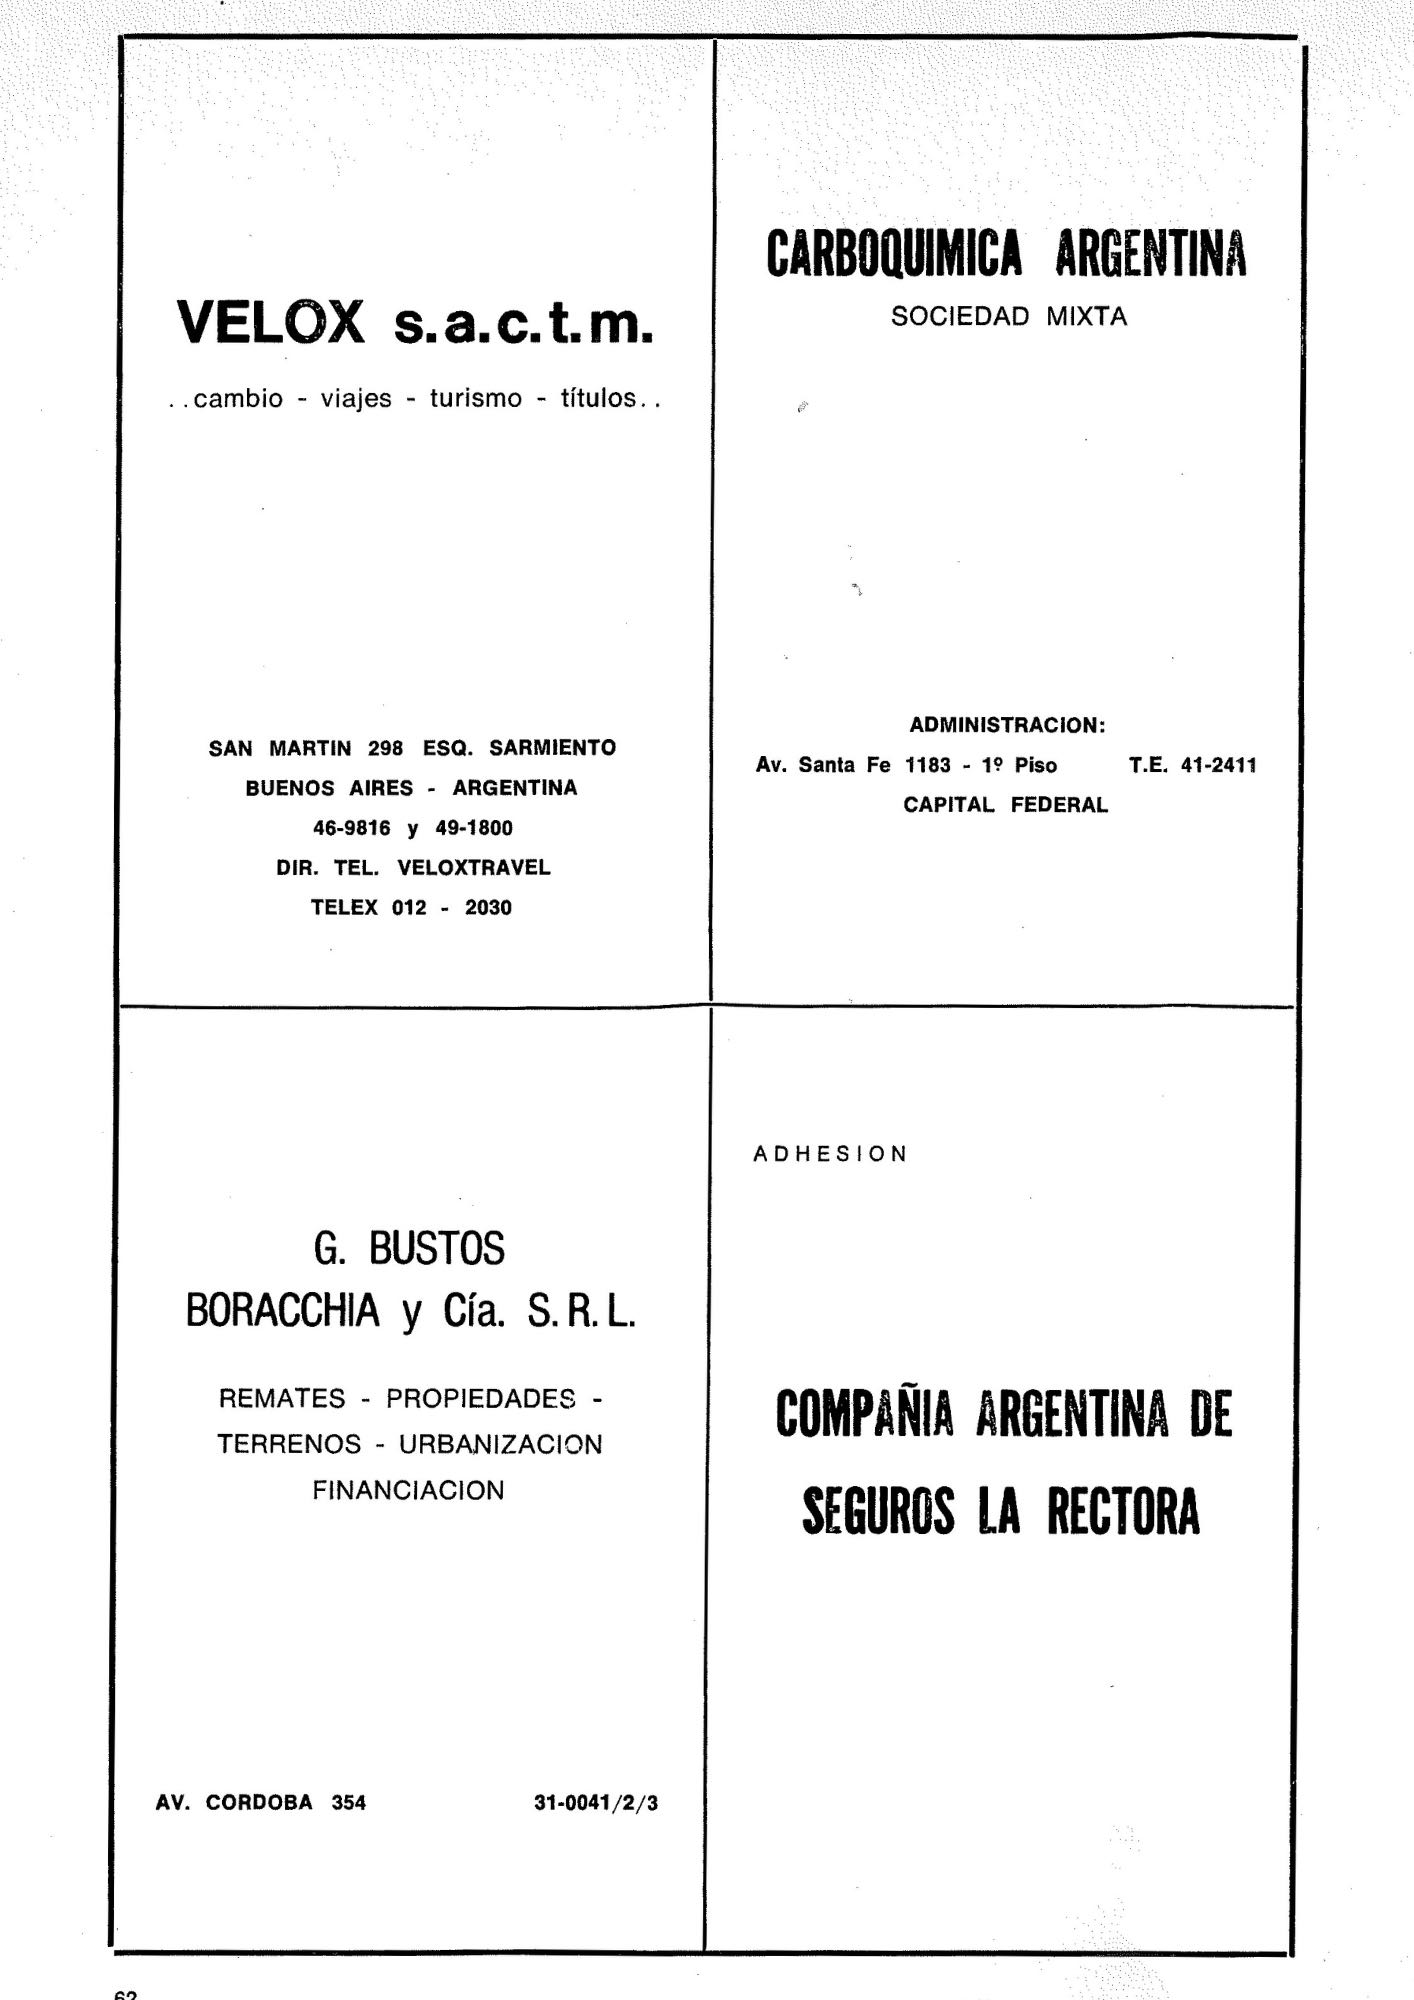 VELOX s.a.c.t.m.
..cambio - viajes - turismo - títulos..
SAN MARTIN 298 ESQ. SARMIENTO
BUENOS AIRES - ARGENTINA
46-9816 y 49-1800
DIR. TEL. VELOXTRAVEL
TELEX 012 - 2030
CARBOQUIMICA ARGENTINA
SOCIEDAD MIXTA
ADMINISTRACION:
Av. Santa Fe 1183 - 1º Piso T.E. 41-2411
CAPITAL FEDERAL
G. BUSTOS
BORACCHIA y Cía. S.R.L.
REMATES - PROPIEDADES -
TERRENOS - URBANIZACION
FINANCIACION
AV. CORDOBA 354 31-0041/2/3
ADHESION
COMPAÑIA ARGENTINA DE
SEGUROS LA RECTORA
62